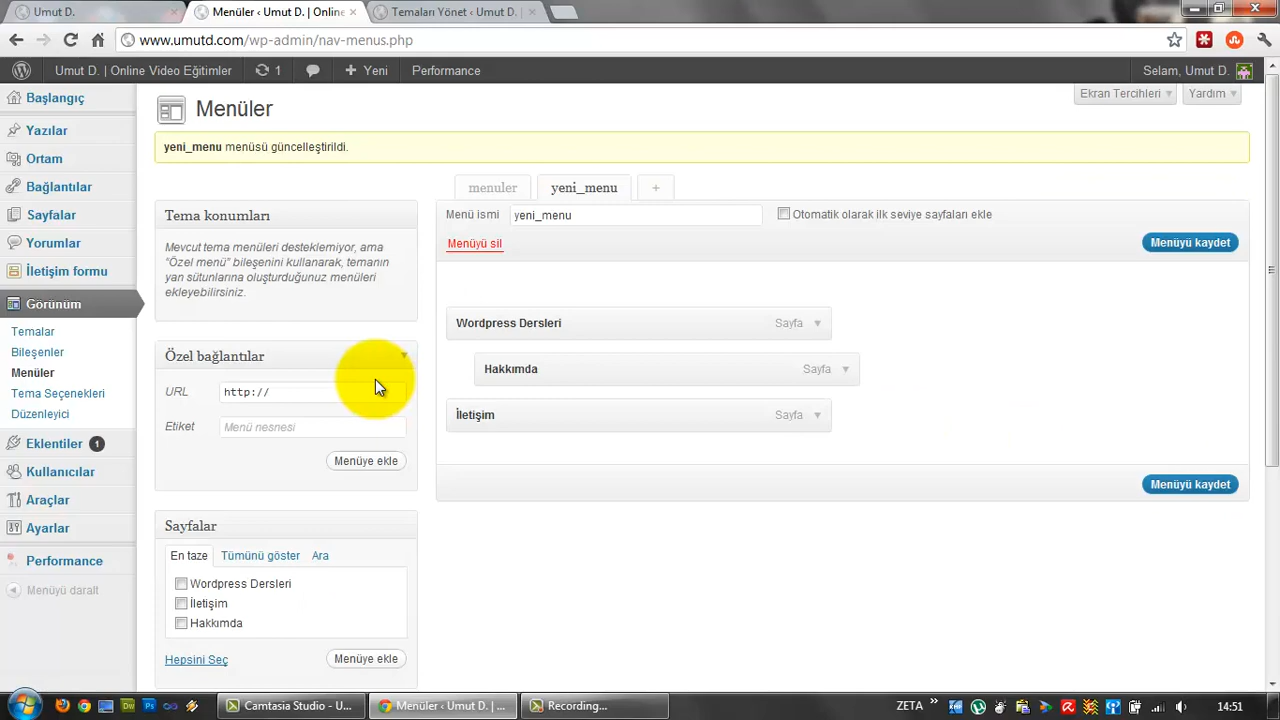 Umut D.
Menüler ‹ Umut D. | Onlin
Temaları Yönet ‹ Umut D.
www.umutd.com/wp-admin/nav-menus.php
Umut D. | Online Video Eğitimler
1
Yeni
Performance
Selam, Umut D.
Başlangıç
Yazılar
Ortam
Bağlantılar
Sayfalar
Yorumlar
İletişim formu
Görünüm
Temalar
Bileşenler
Menüler
Tema Seçenekleri
Düzenleyici
Eklentiler 1
Kullanıcılar
Araçlar
Ayarlar
Performance
Menüyü daralt
Menüler
Ekran Tercihleri
Yardım
yeni_menu menüsü güncelleştirildi.
Tema konumları
Mevcut tema menüleri desteklemiyor, ama
“Özel menü” bileşenini kullanarak, temanın
yan sütunlarına oluşturduğunuz menüleri
ekleyebilirsiniz.
Özel bağlantılar
URL http://
Etiket Menü nesnesi
Menüye ekle
Sayfalar
En taze Tümünü göster Ara
Wordpress Dersleri
İletişim
Hakkımda
Hepsini Seç Menüye ekle
menuler yeni_menu +
Menü ismi yeni_menu Otomatik olarak ilk seviye sayfaları ekle
Menüyü sil Menüyü kaydet
Wordpress Dersleri Sayfa
Hakkımda Sayfa
İletişim Sayfa
Menüyü kaydet
Camtasia Studio - U...
Menüler ‹ Umut D. | ...
Recording...
ZETA
14:51